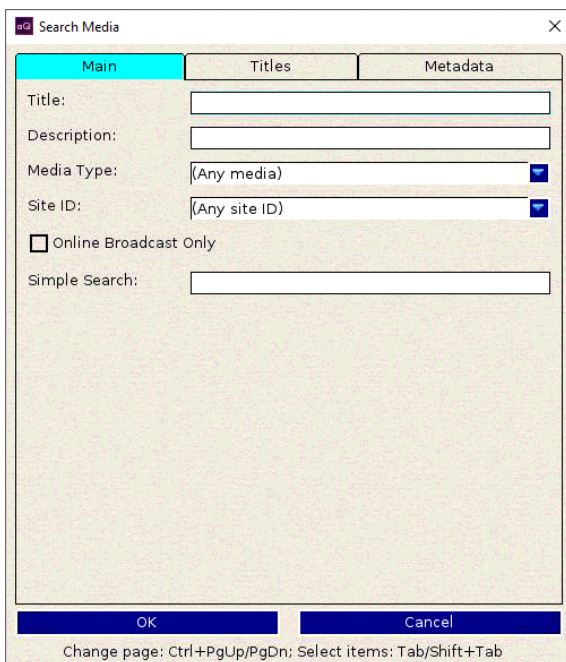 aQ Search Media
Main Titles Metadata
Title:
Description:
Media Type: (Any media)
Site ID: (Any site ID)
Online Broadcast Only
Simple Search:
OK Cancel
Change page: Ctrl+PgUp/PgDn; Select items: Tab/Shift+Tab